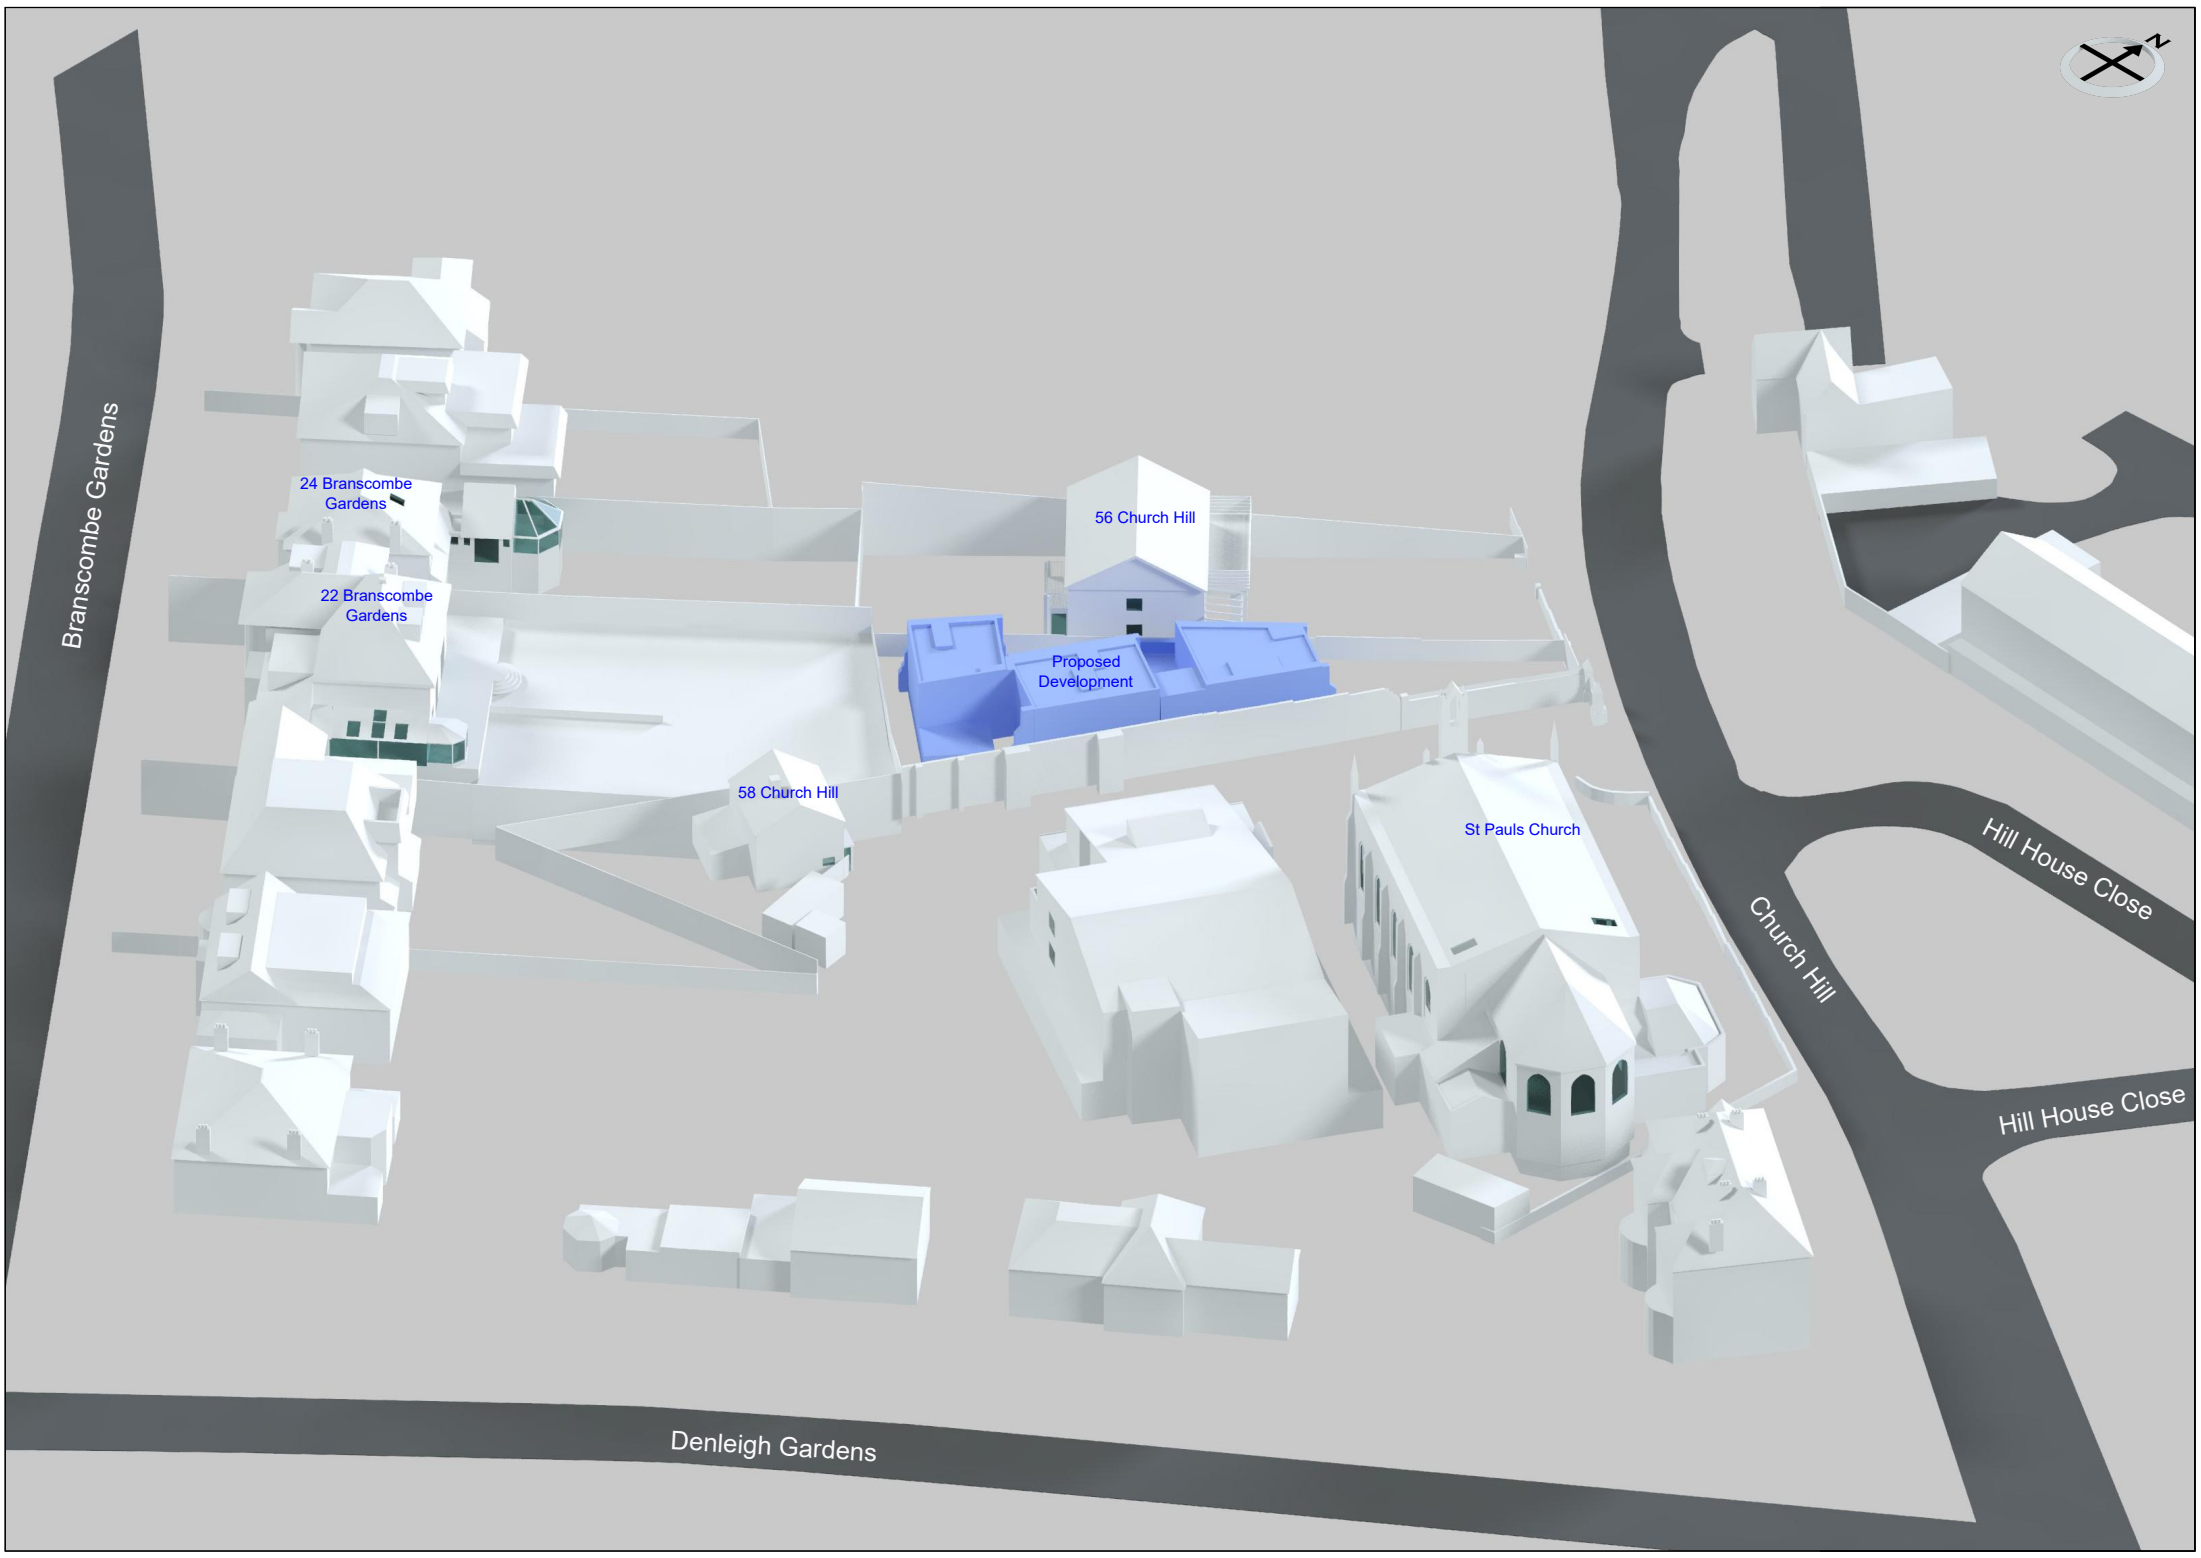 N
24 Branscombe
Gardens
56 Church Hill
Branscombe Gardens
22 Branscombe
Gardens
Proposed
Development
58 Church Hill
St Pauls Church
Hill House Close
Church Hill
Hill House Close
Denleigh Gardens